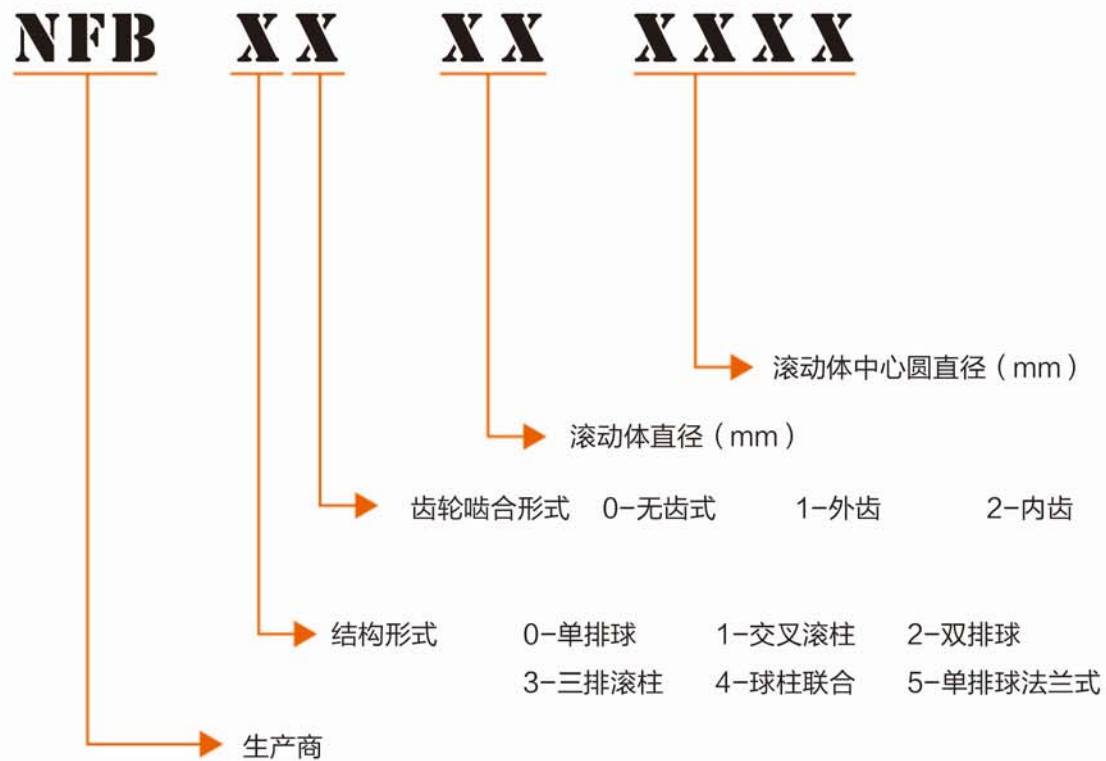 NFB XX XX XXXX
滚动体中心圆直径（mm）
滚动体直径（mm）
齿轮啮合形式 0-无齿式 1-外齿 2-内齿
结构形式 0-单排球 1-交叉滚柱 2-双排球
3-三排滚柱 4-球柱联合 5-单排球法兰式
生产商